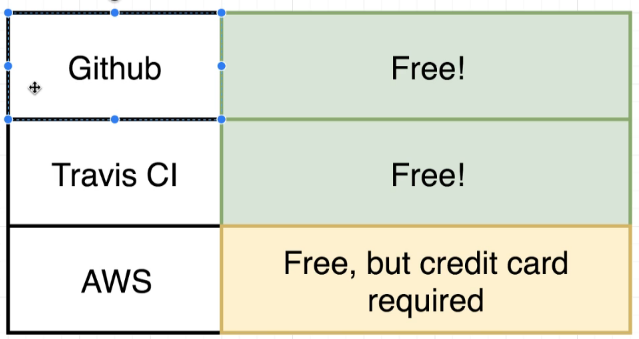 Github
Free!
Travis CI
Free!
AWS
Free, but credit card
required